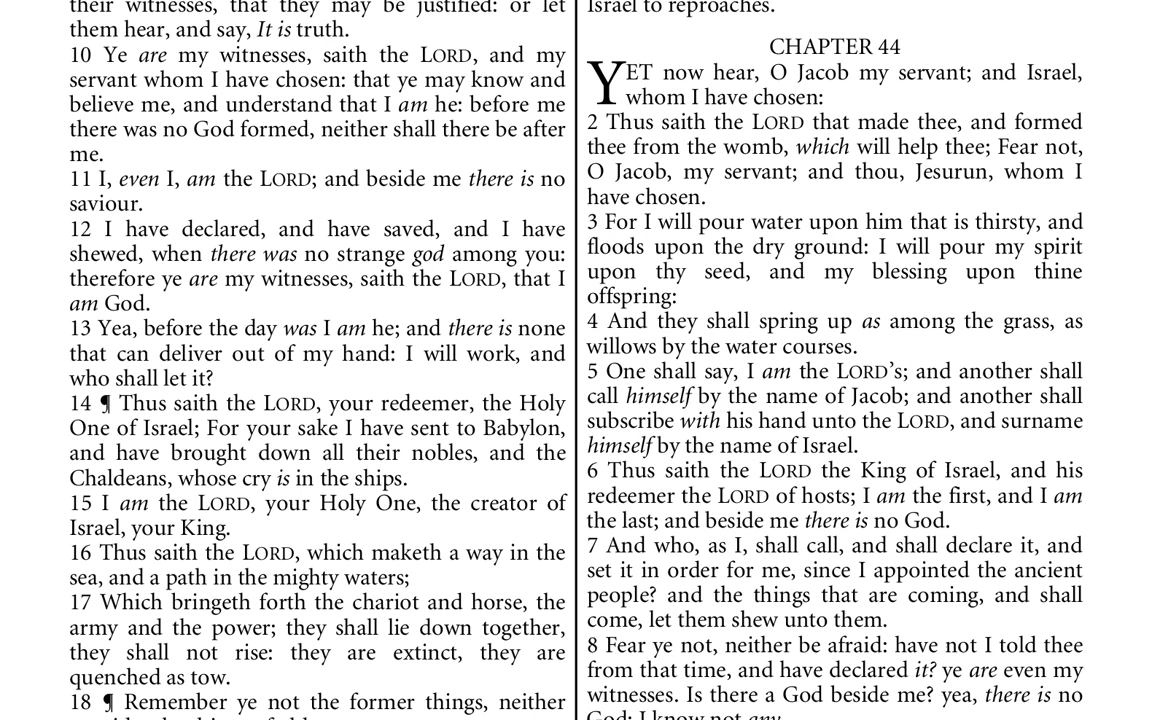 their witnesses, that they may be justified: or let
them hear, and say, It is truth.
10 Ye are my witnesses, saith the LORD, and my
servant whom I have chosen: that ye may know and
believe me, and understand that I am he: before me
there was no God formed, neither shall there be after
me.
11 I, even I, am the LORD; and beside me there is no
saviour.
12 I have declared, and have saved, and I have
shewed, when there was no strange god among you:
therefore ye are my witnesses, saith the LORD, that I
am God.
13 Yea, before the day was I am he; and there is none
that can deliver out of my hand: I will work, and
who shall let it?
14 ¶ Thus saith the LORD, your redeemer, the Holy
One of Israel; For your sake I have sent to Babylon,
and have brought down all their nobles, and the
Chaldeans, whose cry is in the ships.
15 I am the LORD, your Holy One, the creator of
Israel, your King.
16 Thus saith the LORD, which maketh a way in the
sea, and a path in the mighty waters;
17 Which bringeth forth the chariot and horse, the
army and the power; they shall lie down together,
they shall not rise: they are extinct, they are
quenched as tow.
18 ¶ Remember ye not the former things, neither
Israel to reproaches.
CHAPTER 44
YET now hear, O Jacob my servant; and Israel,
whom I have chosen:
2 Thus saith the LORD that made thee, and formed
thee from the womb, which will help thee; Fear not,
O Jacob, my servant; and thou, Jesurun, whom I
have chosen.
3 For I will pour water upon him that is thirsty, and
floods upon the dry ground: I will pour my spirit
upon thy seed, and my blessing upon thine
offspring:
4 And they shall spring up as among the grass, as
willows by the water courses.
5 One shall say, I am the LORD’s; and another shall
call himself by the name of Jacob; and another shall
subscribe with his hand unto the LORD, and surname
himself by the name of Israel.
6 Thus saith the LORD the King of Israel, and his
redeemer the LORD of hosts; I am the first, and I am
the last; and beside me there is no God.
7 And who, as I, shall call, and shall declare it, and
set it in order for me, since I appointed the ancient
people? and the things that are coming, and shall
come, let them shew unto them.
8 Fear ye not, neither be afraid: have not I told thee
from that time, and have declared it? ye are even my
witnesses. Is there a God beside me? yea, there is no
God; I know not any.